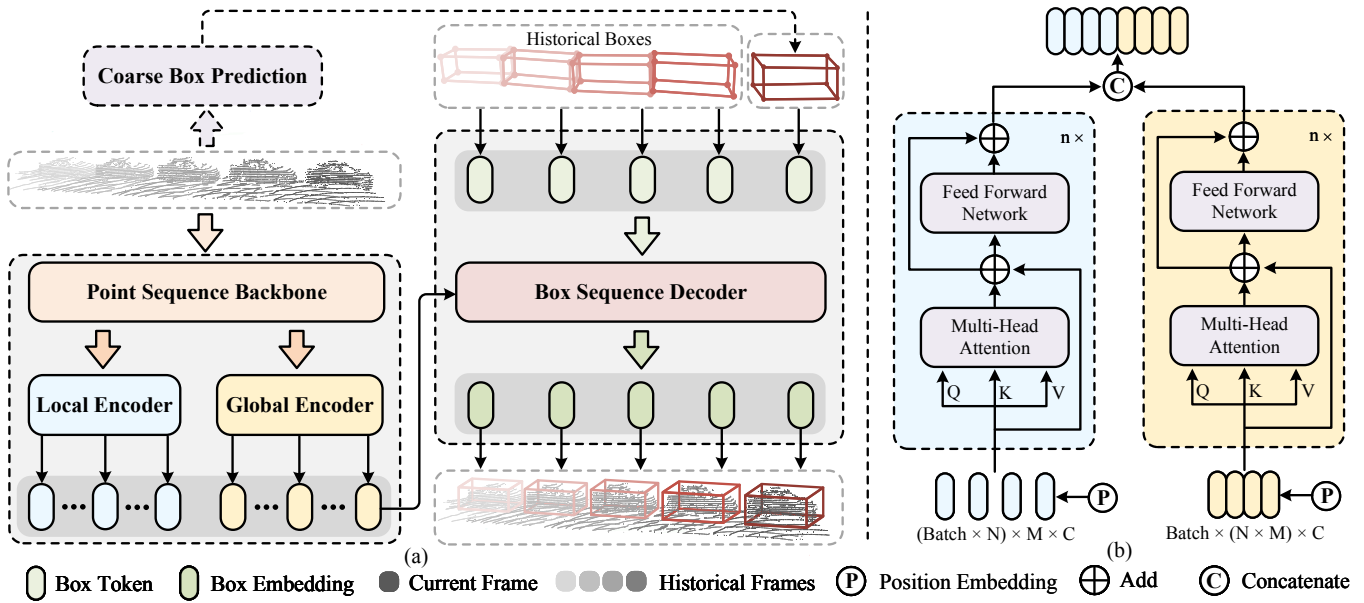 Coarse Box Prediction
Historical Boxes
Point Sequence Backbone
Local Encoder
Global Encoder
Box Sequence Decoder
(a)
C
n ×
Feed Forward
Network
Multi-Head
Attention
Q
K
V
P
(Batch × N) × M × C
n ×
Feed Forward
Network
Multi-Head
Attention
Q
K
V
P
Batch × (N × M) × C
(b)
Box Token
Box Embedding
Current Frame
Historical Frames
P Position Embedding
Add
C Concatenate